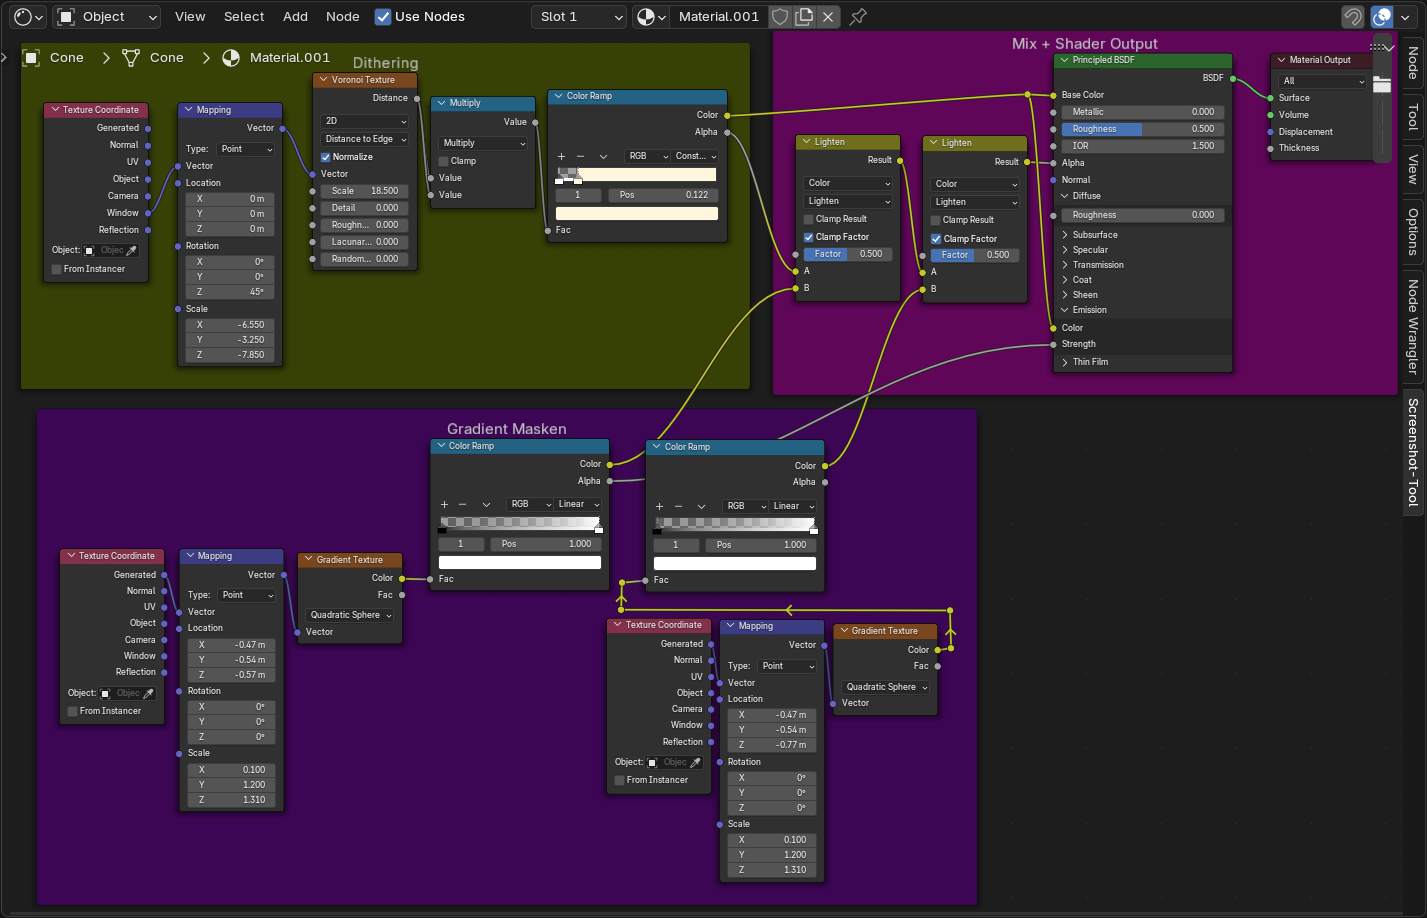 Object
View
Select
Add
Node
Use Nodes
Slot 1
Material.001
Cone
Cone
Material.001
Dithering
Texture Coordinate
Generated
Normal
UV
Object
Camera
Window
Reflection
Object:
Objec
From Instancer
Mapping
Vector
Type:
Point
Vector
Location
X 0 m
Y 0 m
Z 0 m
Rotation
X 0°
Y 0°
Z 45°
Scale
X -6.550
Y -3.250
Z -7.850
Voronoi Texture
Distance
2D
Distance to Edge
Normalize
Vector
Scale 18.500
Detail 0.000
Roughn... 0.000
Lacunar... 0.000
Random... 0.000
Multiply
Value
Multiply
Clamp
Value
Value
Color Ramp
Color
Alpha
RGB
Const...
1
Pos 0.122
Fac
Mix + Shader Output
Lighten
Result
Color
Lighten
Clamp Result
Clamp Factor
Factor 0.500
A
B
Lighten
Result
Color
Lighten
Clamp Result
Clamp Factor
Factor 0.500
A
B
Principled BSDF
BSDF
Base Color
Metallic 0.000
Roughness 0.500
IOR 1.500
Alpha
Normal
Diffuse
Roughness 0.000
Subsurface
Specular
Transmission
Coat
Sheen
Emission
Color
Strength
Thin Film
Material Output
All
Surface
Volume
Displacement
Thickness
Node
Tool
View
Options
Node Wrangler
Screenshot-Tool
Gradient Masken
Texture Coordinate
Generated
Normal
UV
Object
Camera
Window
Reflection
Object:
Objec
From Instancer
Mapping
Vector
Type:
Point
Vector
Location
X -0.47 m
Y -0.54 m
Z -0.57 m
Rotation
X 0°
Y 0°
Z 0°
Scale
X 0.100
Y 1.200
Z 1.310
Gradient Texture
Color
Fac
Quadratic Sphere
Vector
Color Ramp
Color
Alpha
RGB
Linear
1
Pos 1.000
Fac
Color Ramp
Color
Alpha
RGB
Linear
1
Pos 1.000
Fac
Texture Coordinate
Generated
Normal
UV
Object
Camera
Window
Reflection
Object:
Objec
From Instancer
Mapping
Vector
Type:
Point
Vector
Location
X -0.47 m
Y -0.54 m
Z -0.77 m
Rotation
X 0°
Y 0°
Z 0°
Scale
X 0.100
Y 1.200
Z 1.310
Gradient Texture
Color
Fac
Quadratic Sphere
Vector